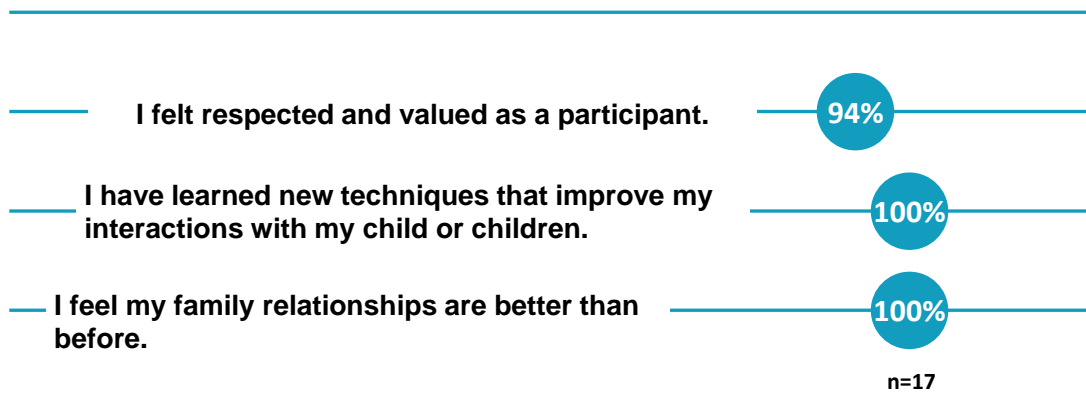 I felt respected and valued as a participant.
94%
I have learned new techniques that improve my
interactions with my child or children.
100%
I feel my family relationships are better than
before.
100%
n=17